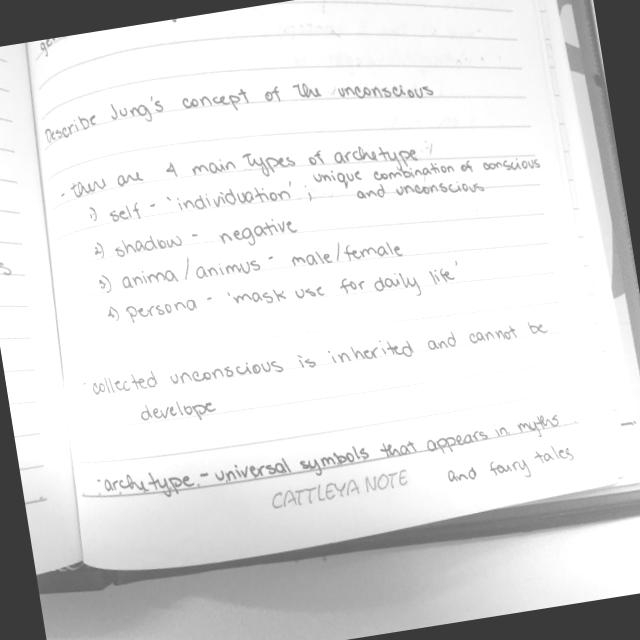 Describe Jung's concept of the unconscious
- there are 4 main types of archetype:
1) self - 'individuation' ; unique combination of conscious
and unconscious
2) shadow - negative
3) anima / animus - male/female
4) persona - 'mask use for daily life'
collected unconscious is inherited and cannot be
develope
archetype - universal symbols that appears in myths
and fairy tales
CATTLEYA NOTE